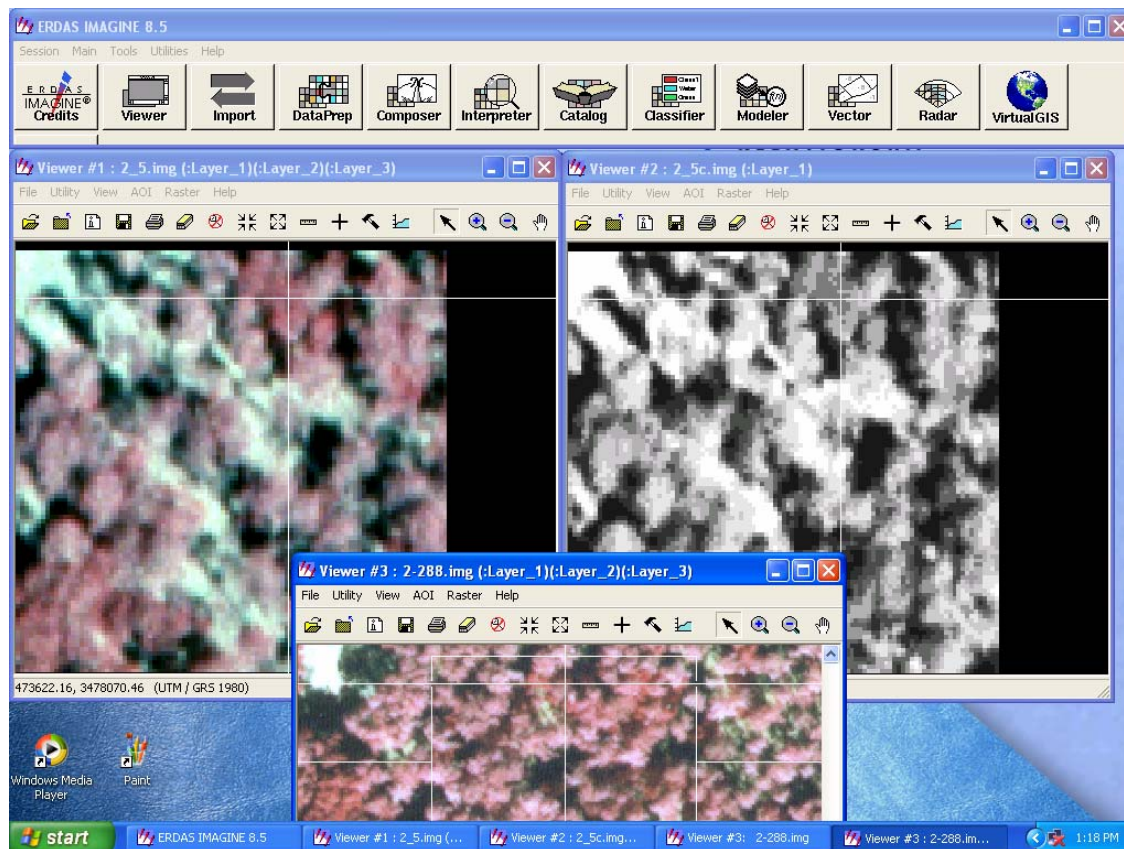 ERDAS IMAGINE 8.5
Session Main Tools Utilities Help
ERDAS
IMAGINE®
Credits Viewer Import DataPrep Composer Interpreter Catalog Classifier Modeler Vector Radar VirtualGIS
Viewer #1 : 2_5.img (:Layer_1)(:Layer_2)(:Layer_3)
File Utility View AOI Raster Help
473622.16, 3478070.46 (UTM / GRS 1980)
Viewer #2 : 2_5c.img (:Layer_1)
File Utility View AOI Raster Help
Viewer #3 : 2-288.img (:Layer_1)(:Layer_2)(:Layer_3)
File Utility View AOI Raster Help
Windows Media
Player
Paint
start ERDAS IMAGINE 8.5 Viewer #1 : 2_5.img (... Viewer #2 : 2_5c.img... Viewer #3: 2-288.img Viewer #3 : 2-288.im... 1:18 PM